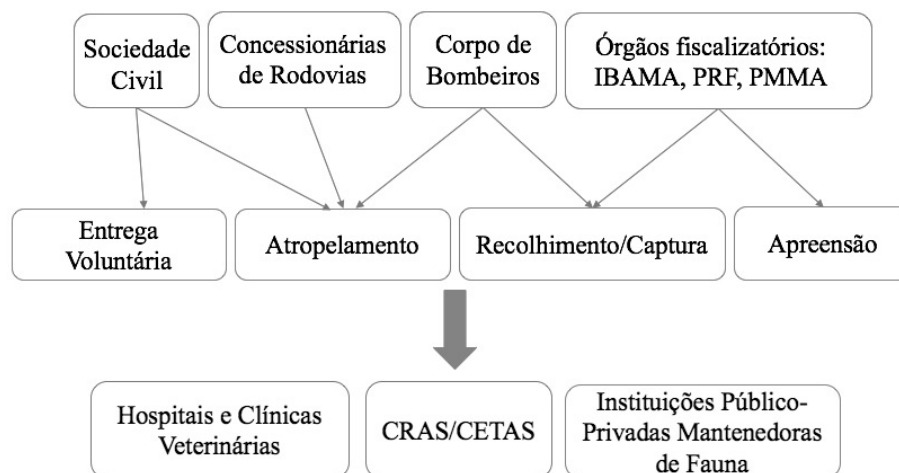 Sociedade
Civil
Concessionárias
de Rodovias
Corpo de
Bombeiros
Órgãos fiscalizatórios:
IBAMA, PRF, PMMA
Entrega
Voluntária
Atropelamento
Recolhimento/Captura
Apreensão
Hospitais e Clínicas
Veterinárias
CRAS/CETAS
Instituições Público-
Privadas Mantenedoras
de Fauna